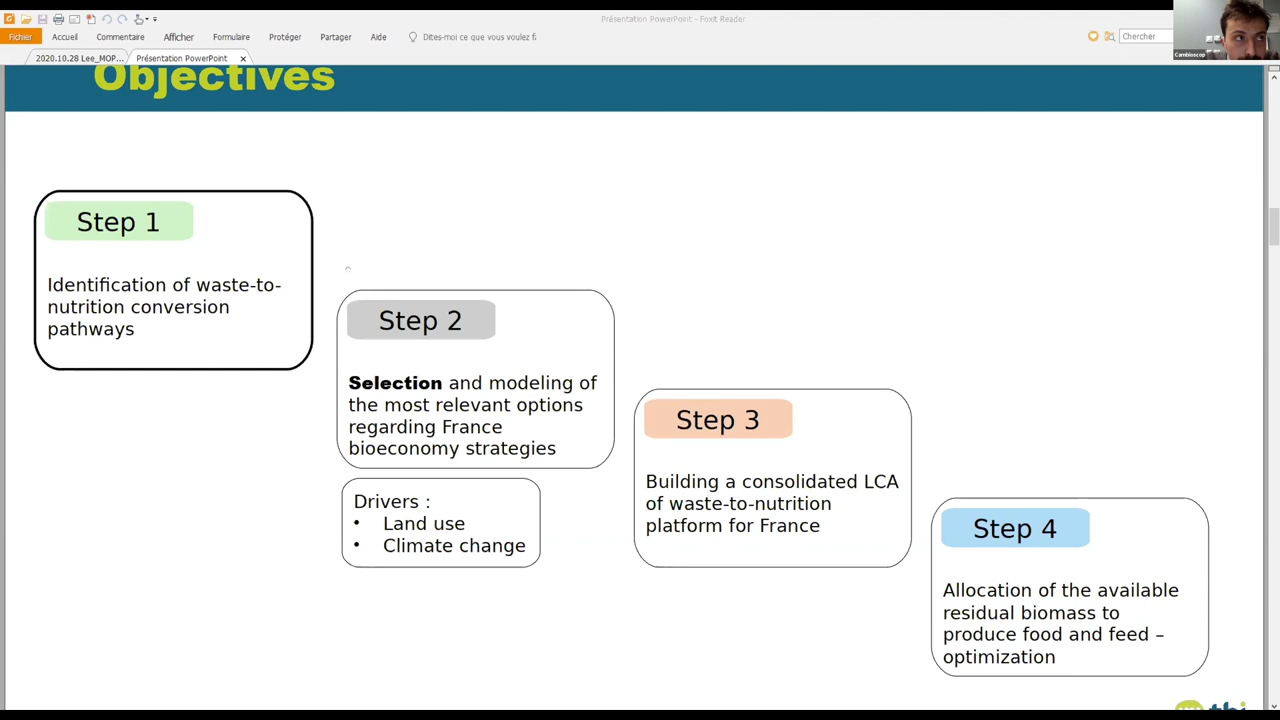 Présentation PowerPoint - Foxit Reader
Fichier Accueil Commentaire Afficher Formulaire Protéger Partager Aide Dites-moi ce que vous voulez fa Chercher
2020.10.28 Lee_MOP... Présentation PowerPoint
Cambioscop
Objectives
Step 1
Identification of waste-to-
nutrition conversion
pathways
Step 2
Selection and modeling of
the most relevant options
regarding France
bioeconomy strategies
Drivers :
• Land use
• Climate change
Step 3
Building a consolidated LCA
of waste-to-nutrition
platform for France
Step 4
Allocation of the available
residual biomass to
produce food and feed –
optimization